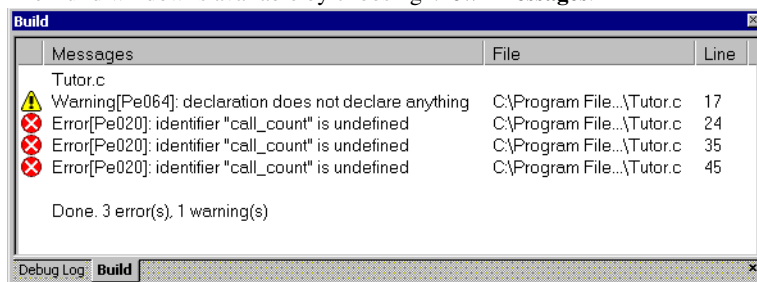 Build
Messages File Line
Tutor.c
Warning[Pe064]: declaration does not declare anything C:\Program File...\Tutor.c 17
Error[Pe020]: identifier "call_count" is undefined C:\Program File...\Tutor.c 24
Error[Pe020]: identifier "call_count" is undefined C:\Program File...\Tutor.c 35
Error[Pe020]: identifier "call_count" is undefined C:\Program File...\Tutor.c 45
Done. 3 error(s), 1 warning(s)
Debug Log Build